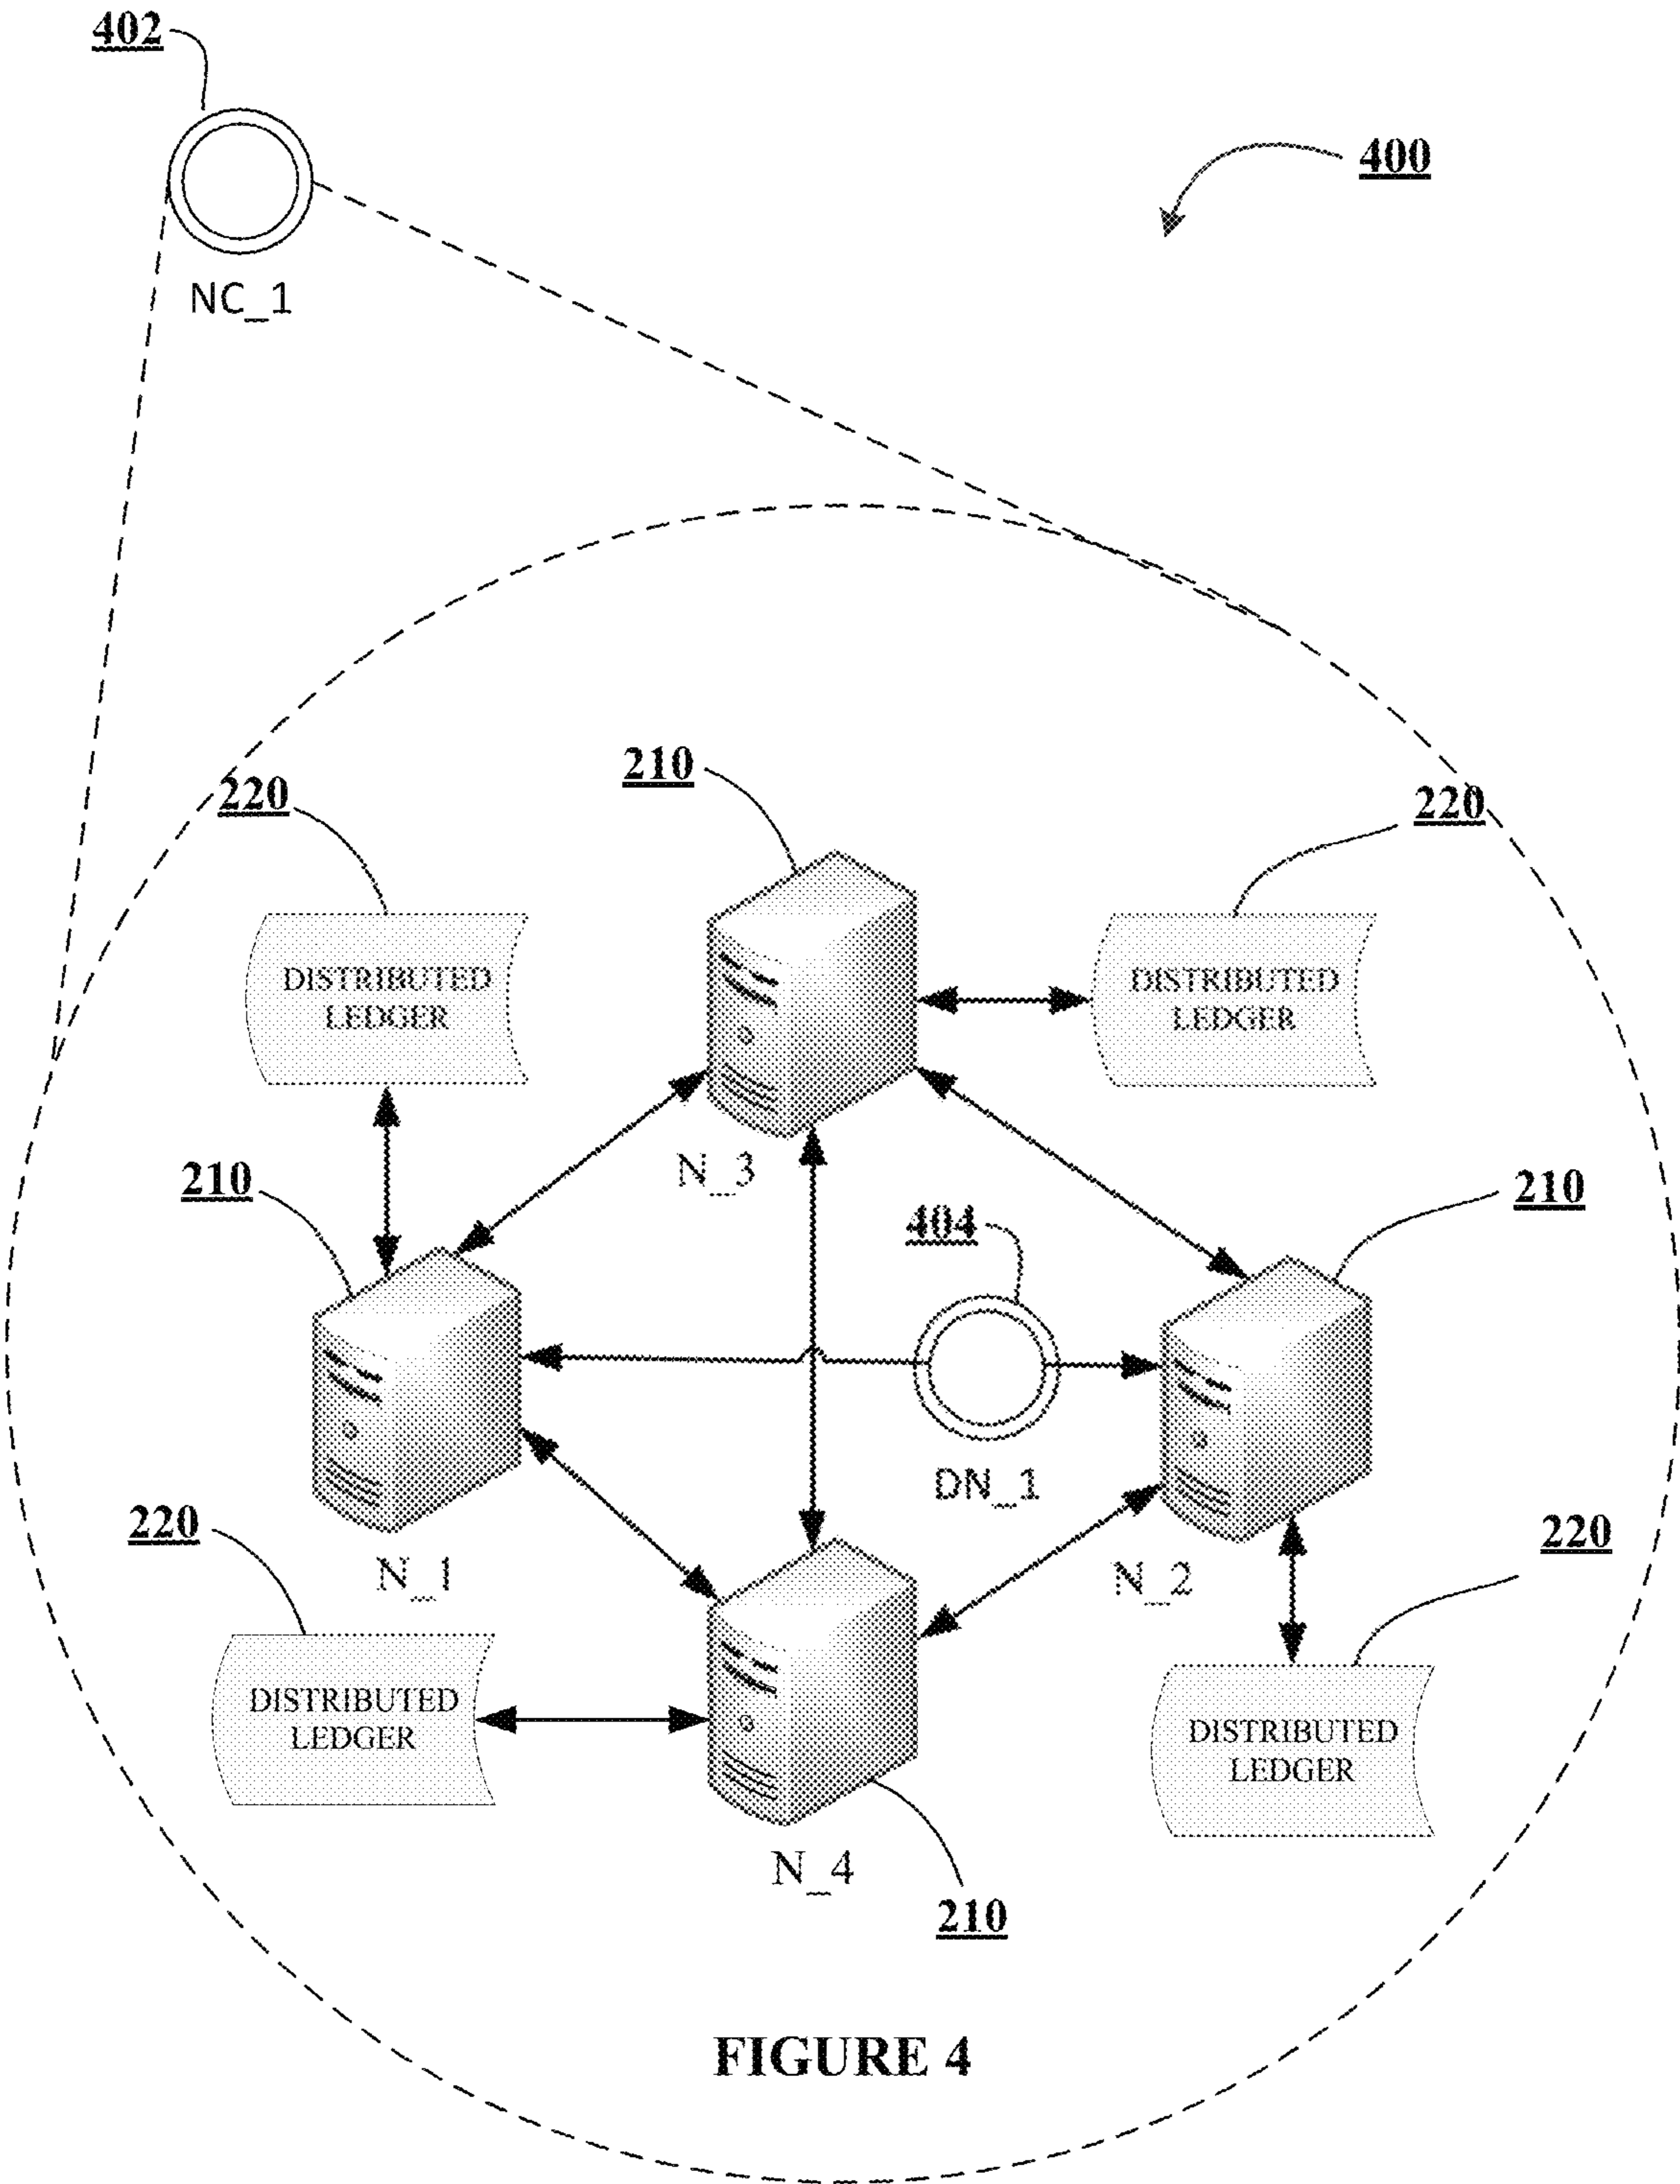 402
400
NC_1
210
220
220
DISTRIBUTED
LEDGER
DISTRIBUTED
LEDGER
N_3
210
210
404
DN_1
220
N_1
N_2
220
DISTRIBUTED
LEDGER
DISTRIBUTED
LEDGER
N_4
210
FIGURE 4